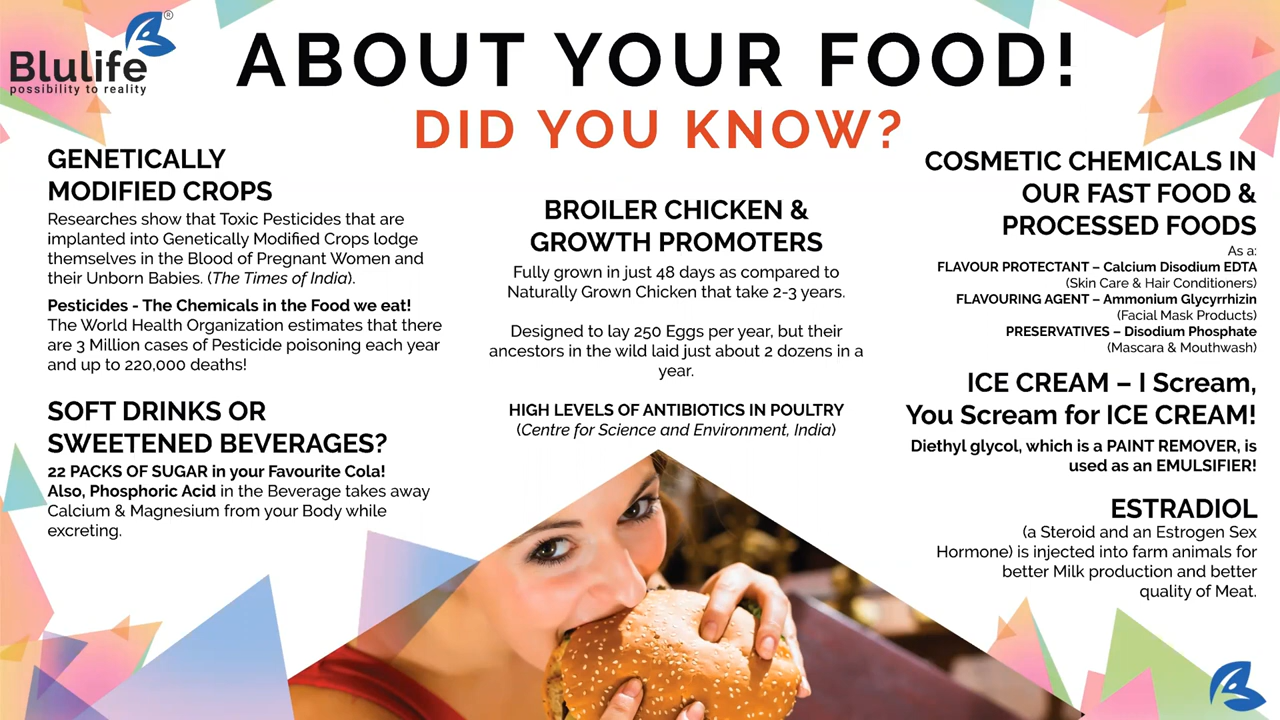 Blulife®
possibility to reality
ABOUT YOUR FOOD!
DID YOU KNOW?
GENETICALLY
MODIFIED CROPS
Researches show that Toxic Pesticides that are
implanted into Genetically Modified Crops lodge
themselves in the Blood of Pregnant Women and
their Unborn Babies. (The Times of India).
Pesticides - The Chemicals in the Food we eat!
The World Health Organization estimates that there
are 3 Million cases of Pesticide poisoning each year
and up to 220,000 deaths!
SOFT DRINKS OR
SWEETENED BEVERAGES?
22 PACKS OF SUGAR in your Favourite Cola!
Also, Phosphoric Acid in the Beverage takes away
Calcium & Magnesium from your Body while
excreting.
BROILER CHICKEN &
GROWTH PROMOTERS
Fully grown in just 48 days as compared to
Naturally Grown Chicken that take 2-3 years.
Designed to lay 250 Eggs per year, but their
ancestors in the wild laid just about 2 dozens in a
year.
HIGH LEVELS OF ANTIBIOTICS IN POULTRY
(Centre for Science and Environment, India)
COSMETIC CHEMICALS IN
OUR FAST FOOD &
PROCESSED FOODS
As a:
FLAVOUR PROTECTANT – Calcium Disodium EDTA
(Skin Care & Hair Conditioners)
FLAVOURING AGENT – Ammonium Glycyrrhizin
(Facial Mask Products)
PRESERVATIVES – Disodium Phosphate
(Mascara & Mouthwash)
ICE CREAM – I Scream,
You Scream for ICE CREAM!
Diethyl glycol, which is a PAINT REMOVER, is
used as an EMULSIFIER!
ESTRADIOL
(a Steroid and an Estrogen Sex
Hormone) is injected into farm animals for
better Milk production and better
quality of Meat.